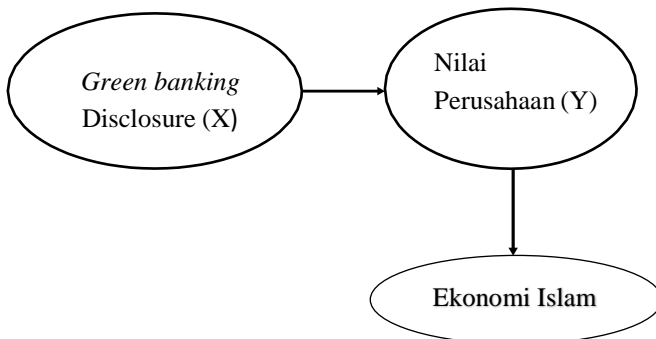 Green banking
Disclosure (X)
Nilai
Perusahaan (Y)
Ekonomi Islam